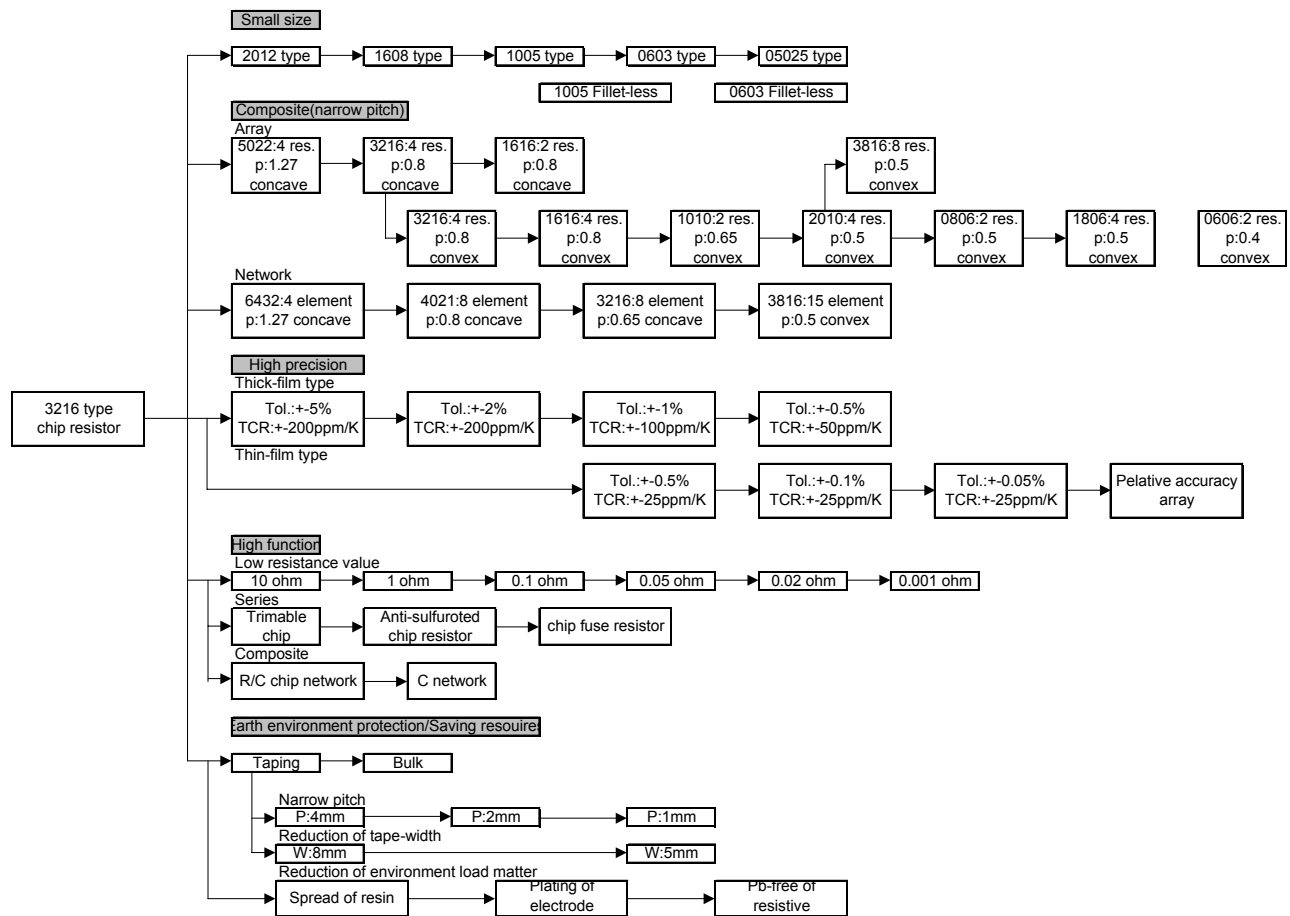 Small size
2012 type
1608 type
1005 type
0603 type
05025 type
1005 Fillet-less
0603 Fillet-less
Composite(narrow pitch)
Array
5022:4 res.
p:1.27
concave
3216:4 res.
p:0.8
concave
1616:2 res.
p:0.8
concave
3816:8 res.
p:0.5
convex
3216:4 res.
p:0.8
convex
1616:4 res.
p:0.8
convex
1010:2 res.
p:0.65
convex
2010:4 res.
p:0.5
convex
0806:2 res.
p:0.5
convex
1806:4 res.
p:0.5
convex
0606:2 res.
p:0.4
convex
Network
6432:4 element
p:1.27 concave
4021:8 element
p:0.8 concave
3216:8 element
p:0.65 concave
3816:15 element
p:0.5 convex
High precision
Thick-film type
3216 type
chip resistor
Tol.:+-5%
TCR:+-200ppm/K
Tol.:+-2%
TCR:+-200ppm/K
Tol.:+-1%
TCR:+-100ppm/K
Tol.:+-0.5%
TCR:+-50ppm/K
Thin-film type
Tol.:+-0.5%
TCR:+-25ppm/K
Tol.:+-0.1%
TCR:+-25ppm/K
Tol.:+-0.05%
TCR:+-25ppm/K
Pelative accuracy
array
High function
Low resistance value
10 ohm
1 ohm
0.1 ohm
0.05 ohm
0.02 ohm
0.001 ohm
Series
Trimable
chip
Anti-sulfuroted
chip resistor
chip fuse resistor
Composite
R/C chip network
C network
Earth environment protection/Saving resouires
Taping
Bulk
Narrow pitch
P:4mm
P:2mm
P:1mm
Reduction of tape-width
W:8mm
W:5mm
Reduction of environment load matter
Spread of resin
Plating of
electrode
Pb-free of
resistive